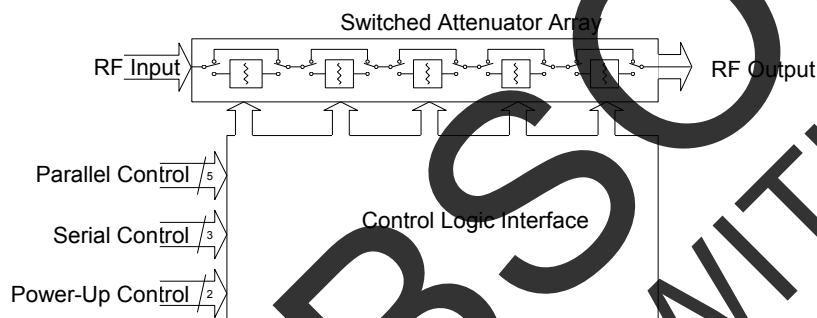 Switched Attenuator Array
RF Input
RF Output
Parallel Control
5
Control Logic Interface
Serial Control
3
Power-Up Control
2